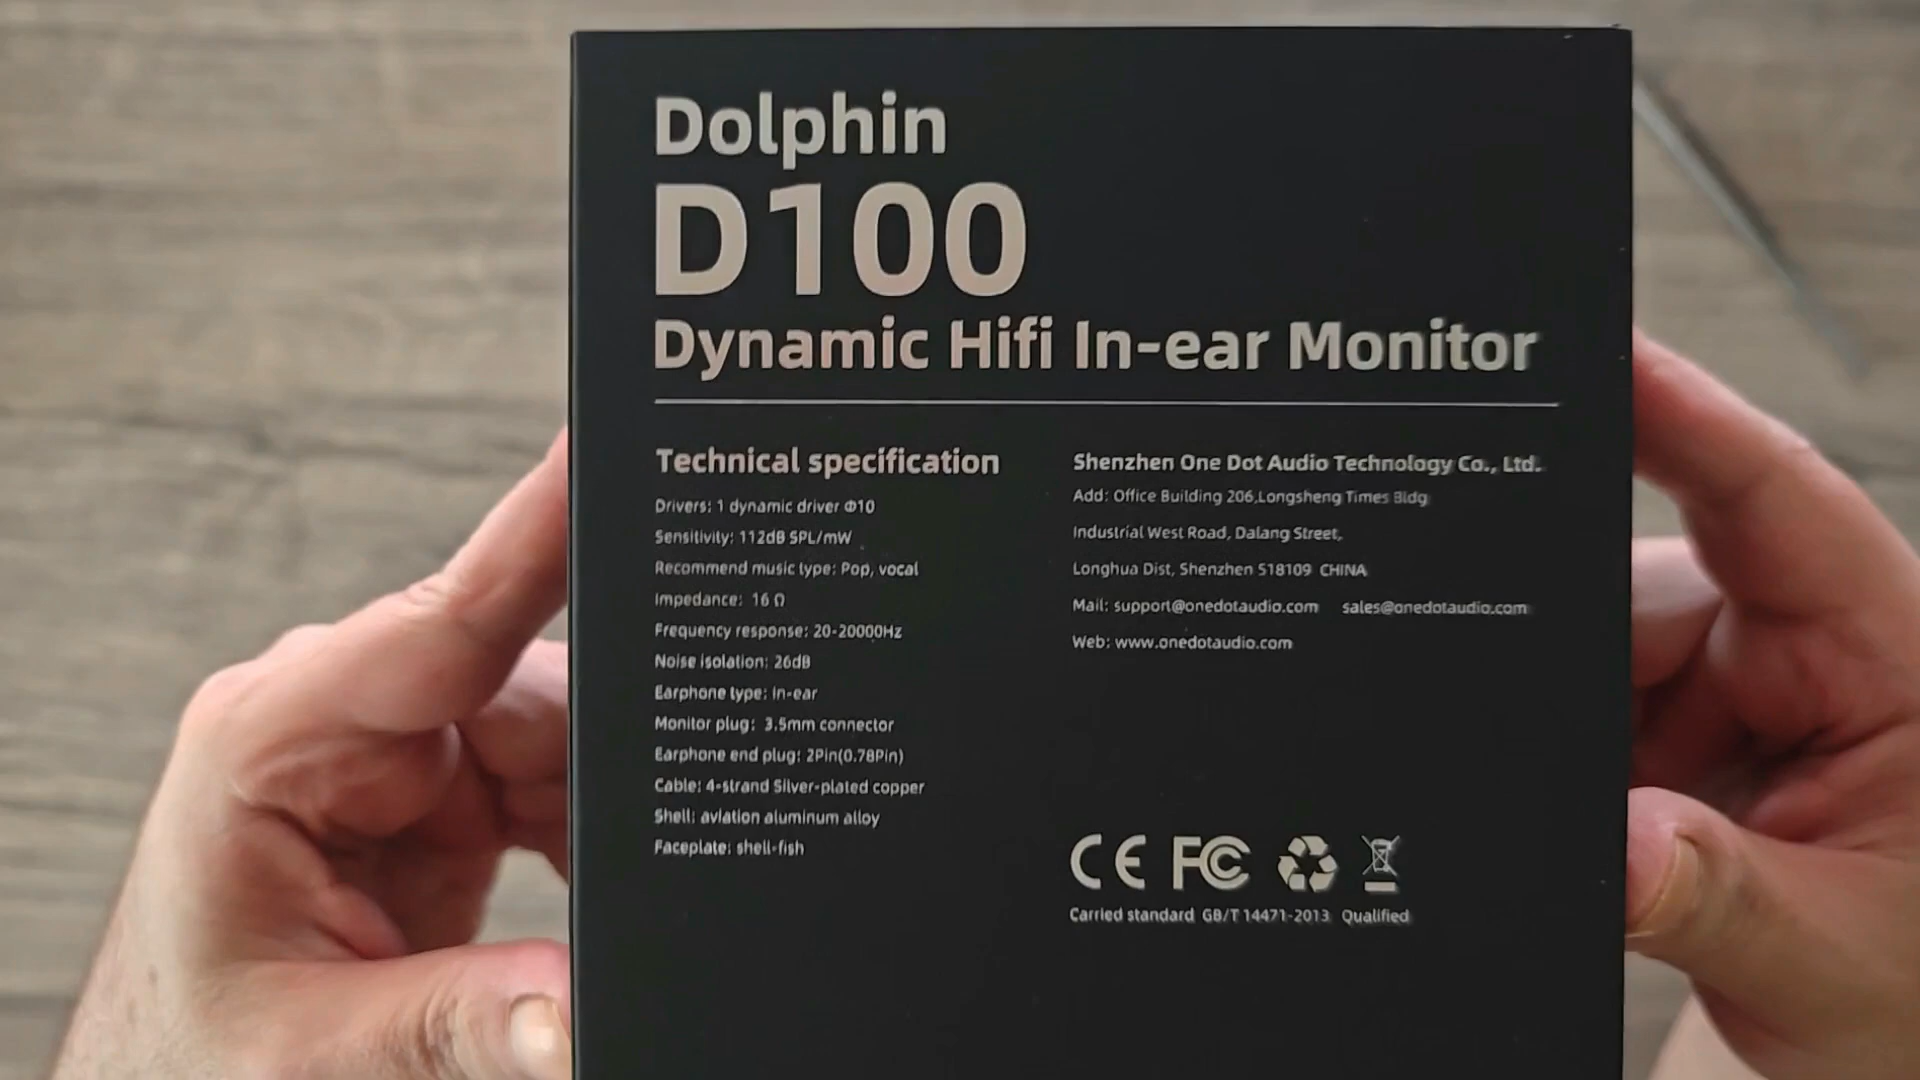 Dolphin
D100
Dynamic Hifi In-ear Monitor
Technical specification
Drivers: 1 dynamic driver Φ10
Sensitivity: 112dB SPL/mW
Recommend music type: Pop, vocal
Impedance: 16 Ω
Frequency response: 20-20000Hz
Noise isolation: 26dB
Earphone type: in-ear
Monitor plug: 3.5mm connector
Earphone end plug: 2Pin(0.78Pin)
Cable: 4-strand Silver-plated copper
Shell: aviation aluminum alloy
Faceplate: shell-fish
Shenzhen One Dot Audio Technology Co., Ltd.
Add: Office Building 206,Longsheng Times Bldg
Industrial West Road, Dalang Street,
Longhua Dist, Shenzhen 518109 CHINA
Mail: support@onedotaudio.com sales@onedotaudio.com
Web: www.onedotaudio.com
CE FC
Carried standard GB/T 14471-2013 Qualified